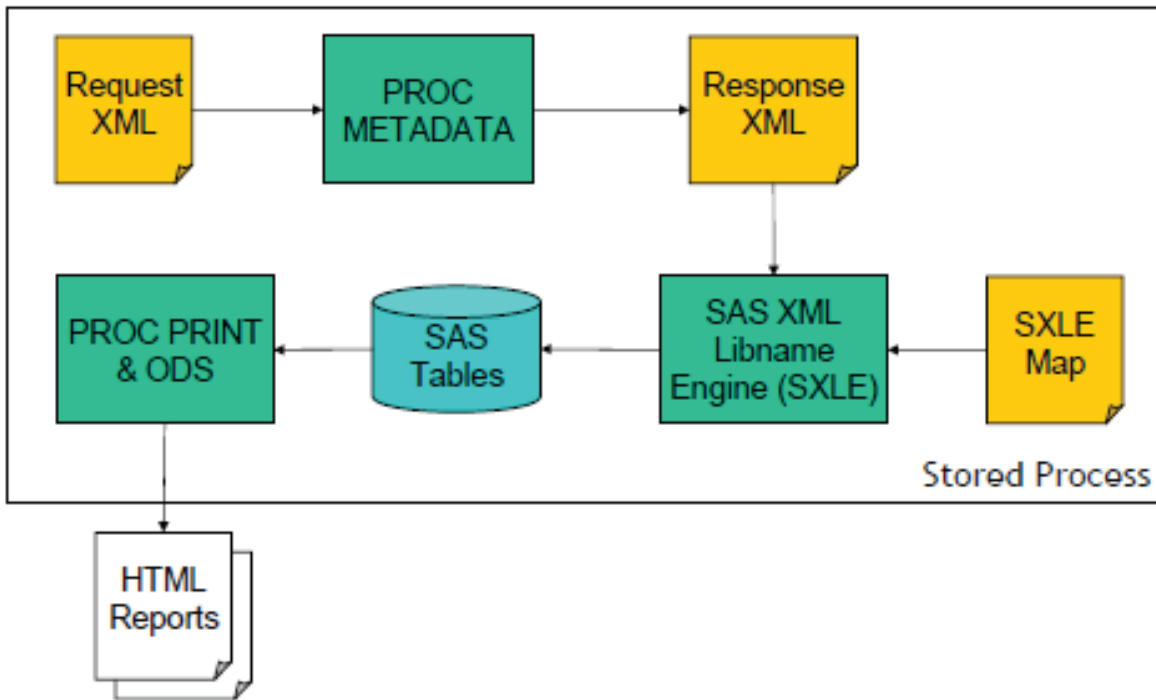 Request
XML
PROC
METADATA
Response
XML
PROC PRINT
& ODS
SAS
Tables
SAS XML
Libname
Engine (SXLE)
SXLE
Map
Stored Process
HTML
Reports